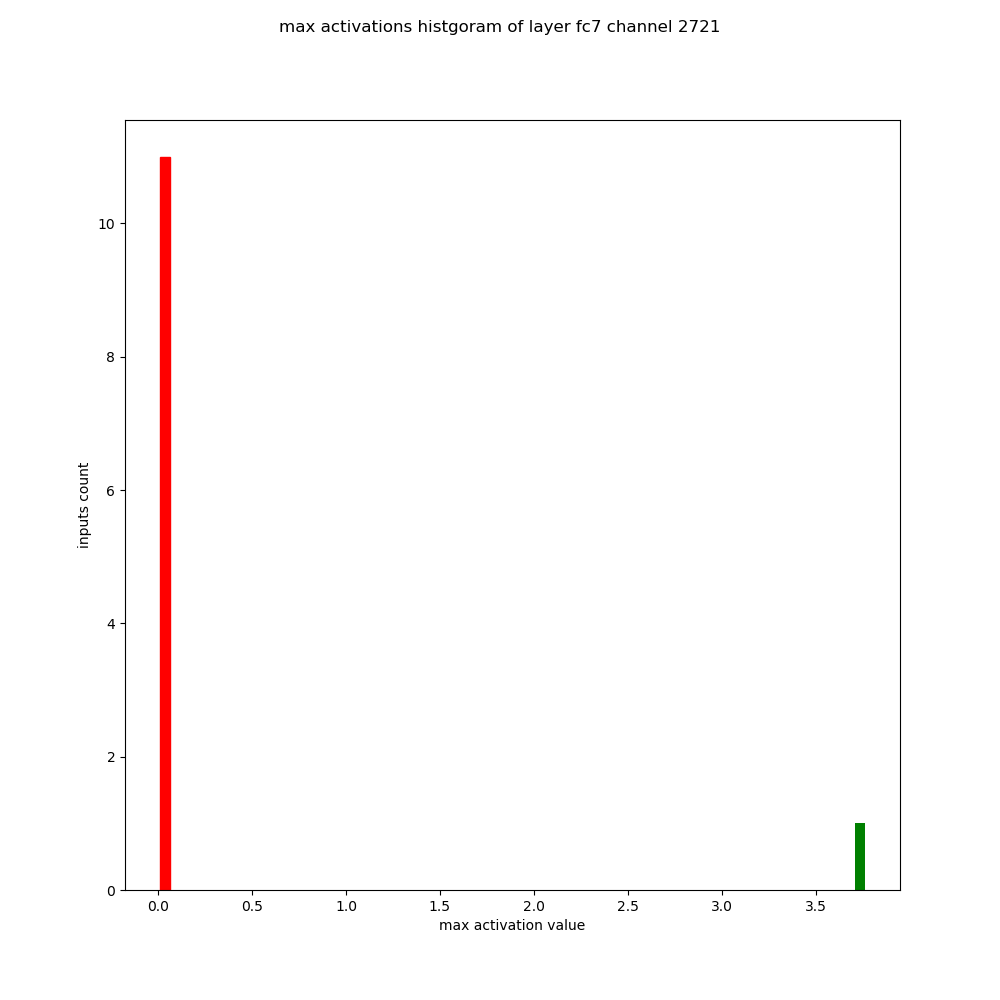 max activations histgoram of layer fc7 channel 2721
10
8
6
4
2
0
inputs count
0.0 0.5 1.0 1.5 2.0 2.5 3.0 3.5
max activation value